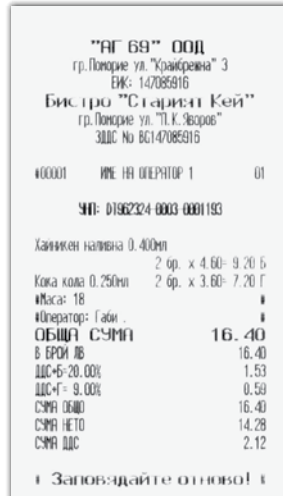 "АГ 69" ООД
гр.Поморие ул."Крайбрежна" 3
ЕИК: 147085916
Бистро "Старият Кей"
гр.Поморие ул."П.К.Яворов"
ЗДДС No BG147085916
#00001 ИМЕ НА ОПЕРАТОР 1 01
УНП: DT962324-0003-0001193
Хайникен наливна 0.400мл
2 бр. x 4.60= 9.20 Б
Кока кола 0.250мл 2 бр. x 3.60= 7.20 Г
#Маса: 18 #
#Оператор: Габи . #
ОБЩА СУМА 16.40
В БРОЙ ЛВ 16.40
ДДС+Б=20.00% 1.53
ДДС+Г= 9.00% 0.59
СУМА ОБЩО 16.40
СУМА НЕТО 14.28
СУМА ДДС 2.12
# Заповядайте отново! #